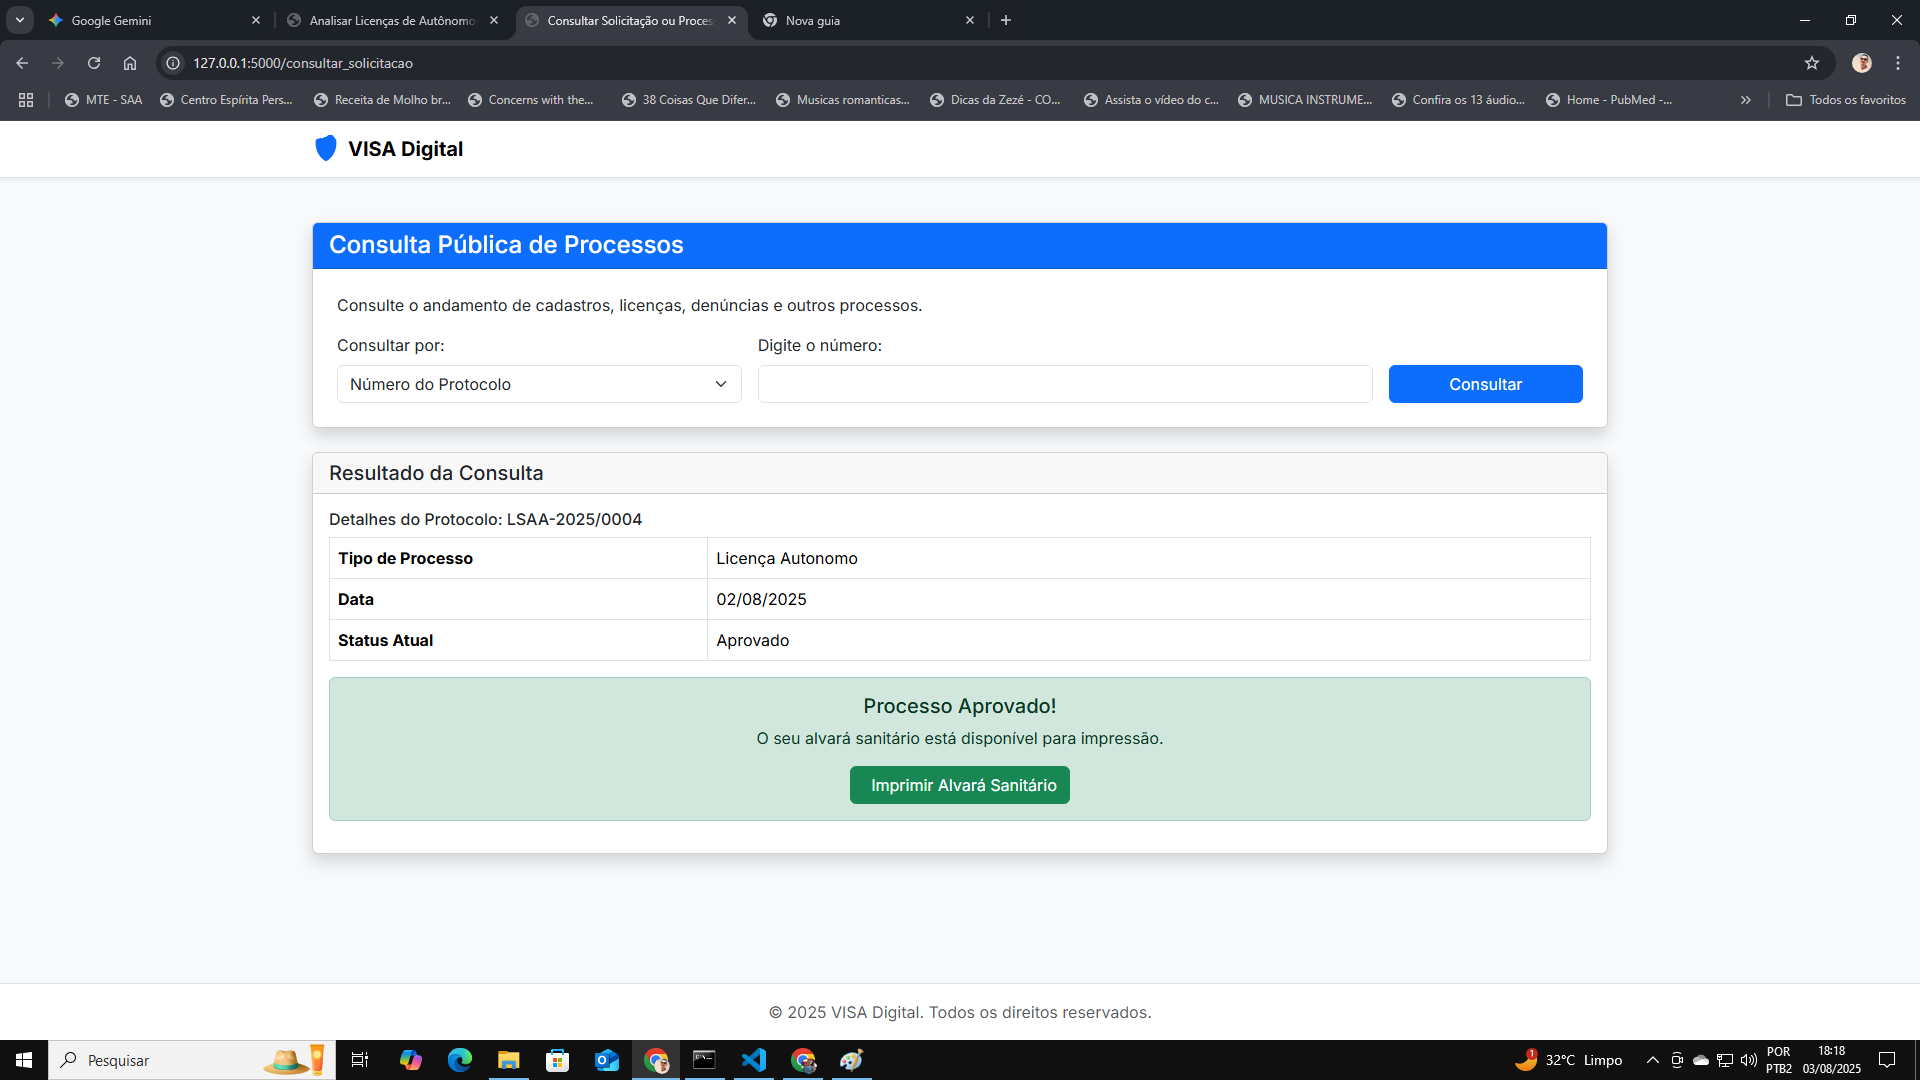 Google Gemini
Analisar Licenças de Autônomo
Consultar Solicitação ou Proces
Nova guia
127.0.0.1:5000/consultar_solicitacao
MTE - SAA
Centro Espírita Pers...
Receita de Molho br...
Concerns with the...
38 Coisas Que Difer...
Musicas romanticas...
Dicas da Zezé - CO...
Assista o vídeo do c...
MUSICA INSTRUME...
Confira os 13 áudio...
Home - PubMed -...
Todos os favoritos
VISA Digital
Consulta Pública de Processos
Consulte o andamento de cadastros, licenças, denúncias e outros processos.
Consultar por:
Digite o número:
Número do Protocolo
Consultar
Resultado da Consulta
Detalhes do Protocolo: LSAA-2025/0004
Tipo de Processo Licença Autonomo
Data 02/08/2025
Status Atual Aprovado
Processo Aprovado!
O seu alvará sanitário está disponível para impressão.
Imprimir Alvará Sanitário
© 2025 VISA Digital. Todos os direitos reservados.
Pesquisar
1
32°C Limpo
POR
PTB2
18:18
03/08/2025